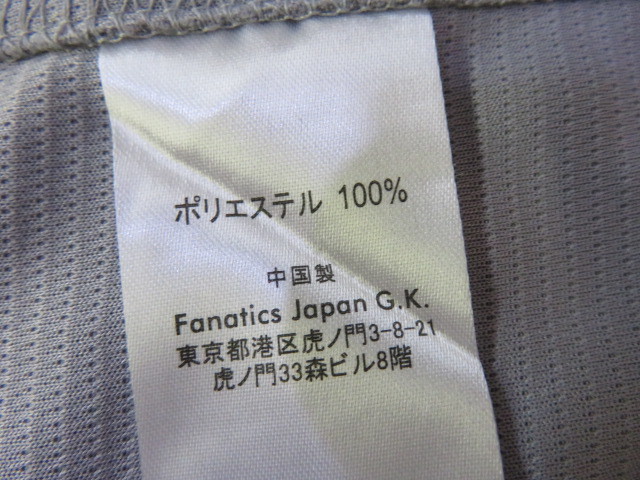 ポリエステル 100%
中国製
Fanatics Japan G.K.
東京都港区虎ノ門3-8-21
虎ノ門33森ビル8階